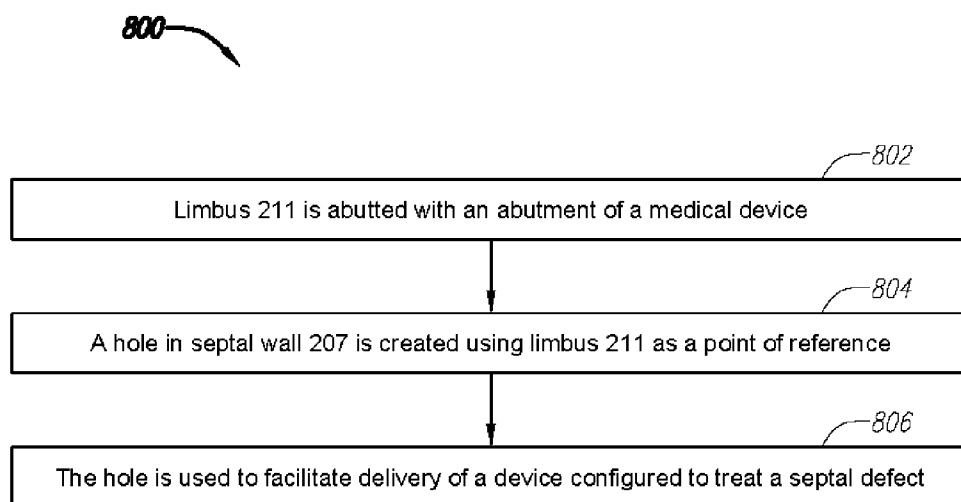 800
802
Limbus 211 is abutted with an abutment of a medical device
804
A hole in septal wall 207 is created using limbus 211 as a point of reference
806
The hole is used to facilitate delivery of a device configured to treat a septal defect